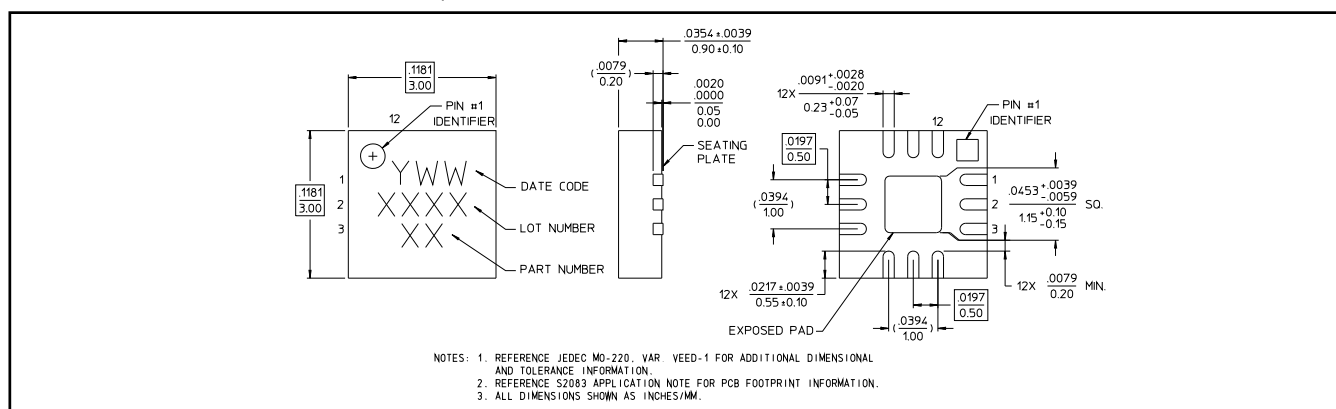 .1181
3.00
PIN #1
IDENTIFIER
12
.1181
3.00
1
2
3
YWW
XXXX
XX
DATE CODE
LOT NUMBER
PART NUMBER
.0354±.0039
0.90±0.10
(.0079
0.20)
.0020
.0000
0.05
0.00
SEATING
PLATE
12X .0091 +.0028 -.0020
0.23 +0.07 -0.05
12
PIN #1
IDENTIFIER
.0197
0.50
(.0394
1.00)
1
2
3
.0453 +.0039 -.0059
1.15 +0.10 -0.15
SQ.
12X .0217±.0039
0.55±0.10
.0197
0.50
(.0394
1.00)
12X .0079
0.20
MIN.
EXPOSED PAD
NOTES: 1. REFERENCE JEDEC MO-220, VAR. VEED-1 FOR ADDITIONAL DIMENSIONAL
AND TOLERANCE INFORMATION.
2. REFERENCE S2083 APPLICATION NOTE FOR PCB FOOTPRINT INFORMATION.
3. ALL DIMENSIONS SHOWN AS INCHES/MM.